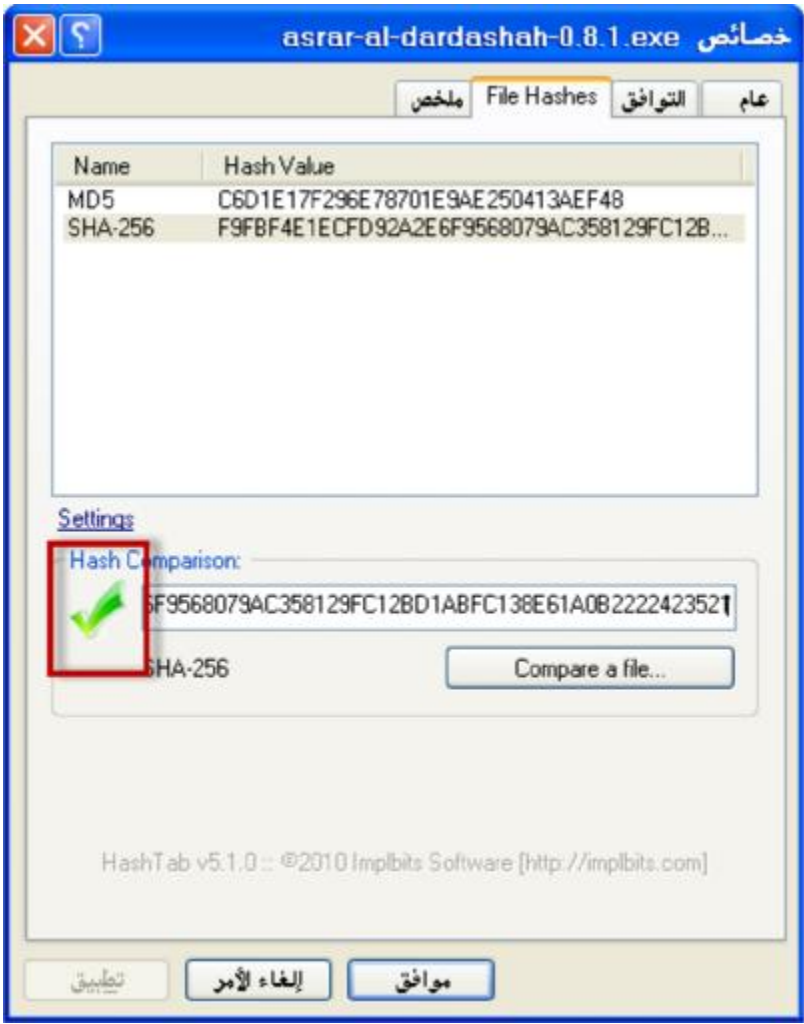 خصائص asrar-al-dardashah-0.8.1.exe
عام التوافق File Hashes ملخص
Name Hash Value
MD5 C6D1E17F296E78701E9AE250413AEF48
SHA-256 F9FBF4E1ECFD92A2E6F9568079AC358129FC12B...
Settings
Hash Comparison:
6F9568079AC358129FC12BD1ABFC138E61A0B2222423521
SHA-256 Compare a file...
HashTab v5.1.0 :: ©2010 Implbits Software [http://implbits.com]
موافق إلغاء الأمر تطبيق